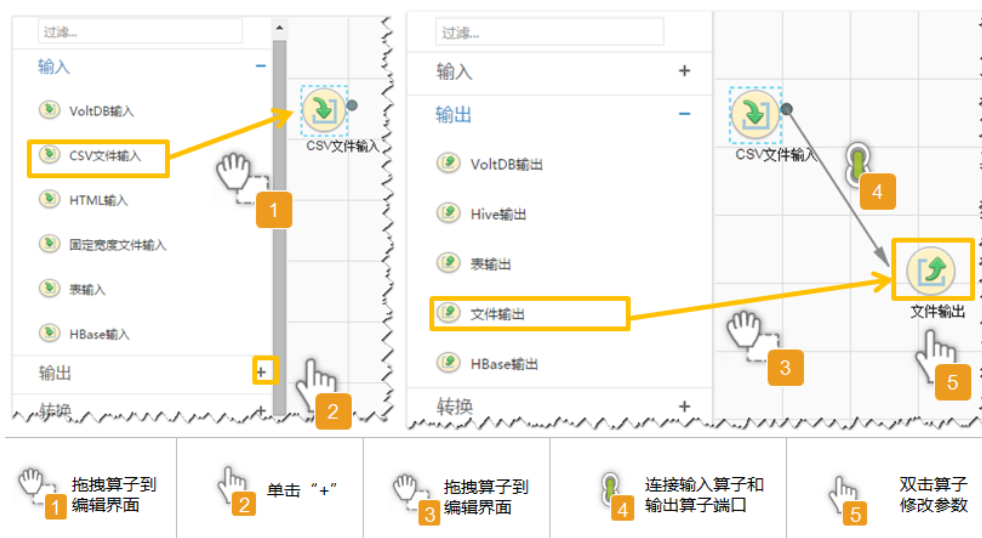 过滤...
输入
−
VoltDB输入
CSV文件输入
HTML输入
固定宽度文件输入
表输入
HBase输入
输出
+
转换
+
CSV文件输入
1
2
过滤...
输入
+
输出
−
VoltDB输出
Hive输出
表输出
文件输出
HBase输出
转换
+
CSV文件输入
4
文件输出
3
5
1
拖拽算子到
编辑界面
2
单击“+”
3
拖拽算子到
编辑界面
4
连接输入算子和
输出算子端口
5
双击算子
修改参数